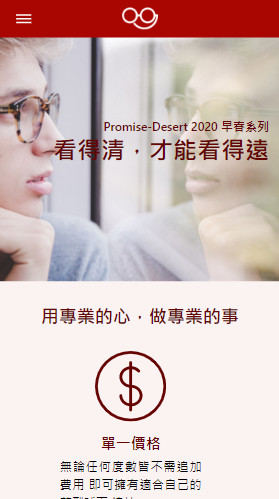 Promise-Desert 2020 早春系列
看得清，才能看得遠
用專業的心，做專業的事
單一價格
無論任何度數皆不需追加
費用 即可擁有適合自己的